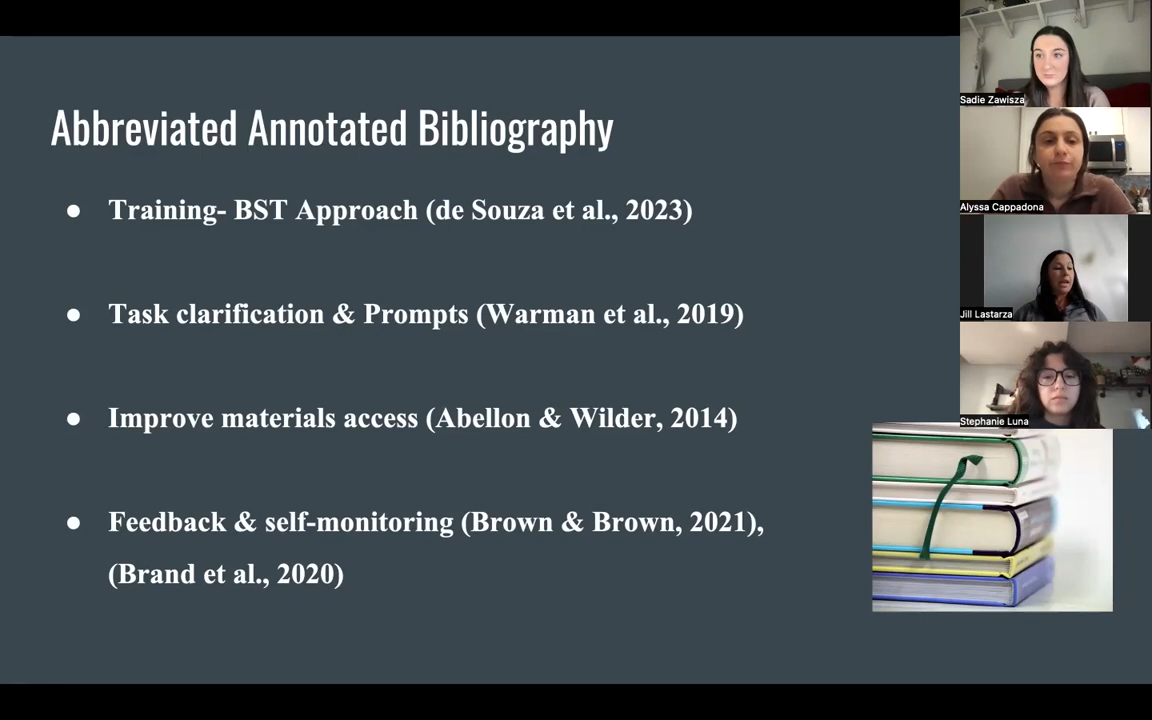 Abbreviated Annotated Bibliography
● Training- BST Approach (de Souza et al., 2023)
● Task clarification & Prompts (Warman et al., 2019)
● Improve materials access (Abellon & Wilder, 2014)
● Feedback & self-monitoring (Brown & Brown, 2021),
(Brand et al., 2020)
Sadie Zawisza
Alyssa Cappadona
Jill Lastarza
Stephanie Luna